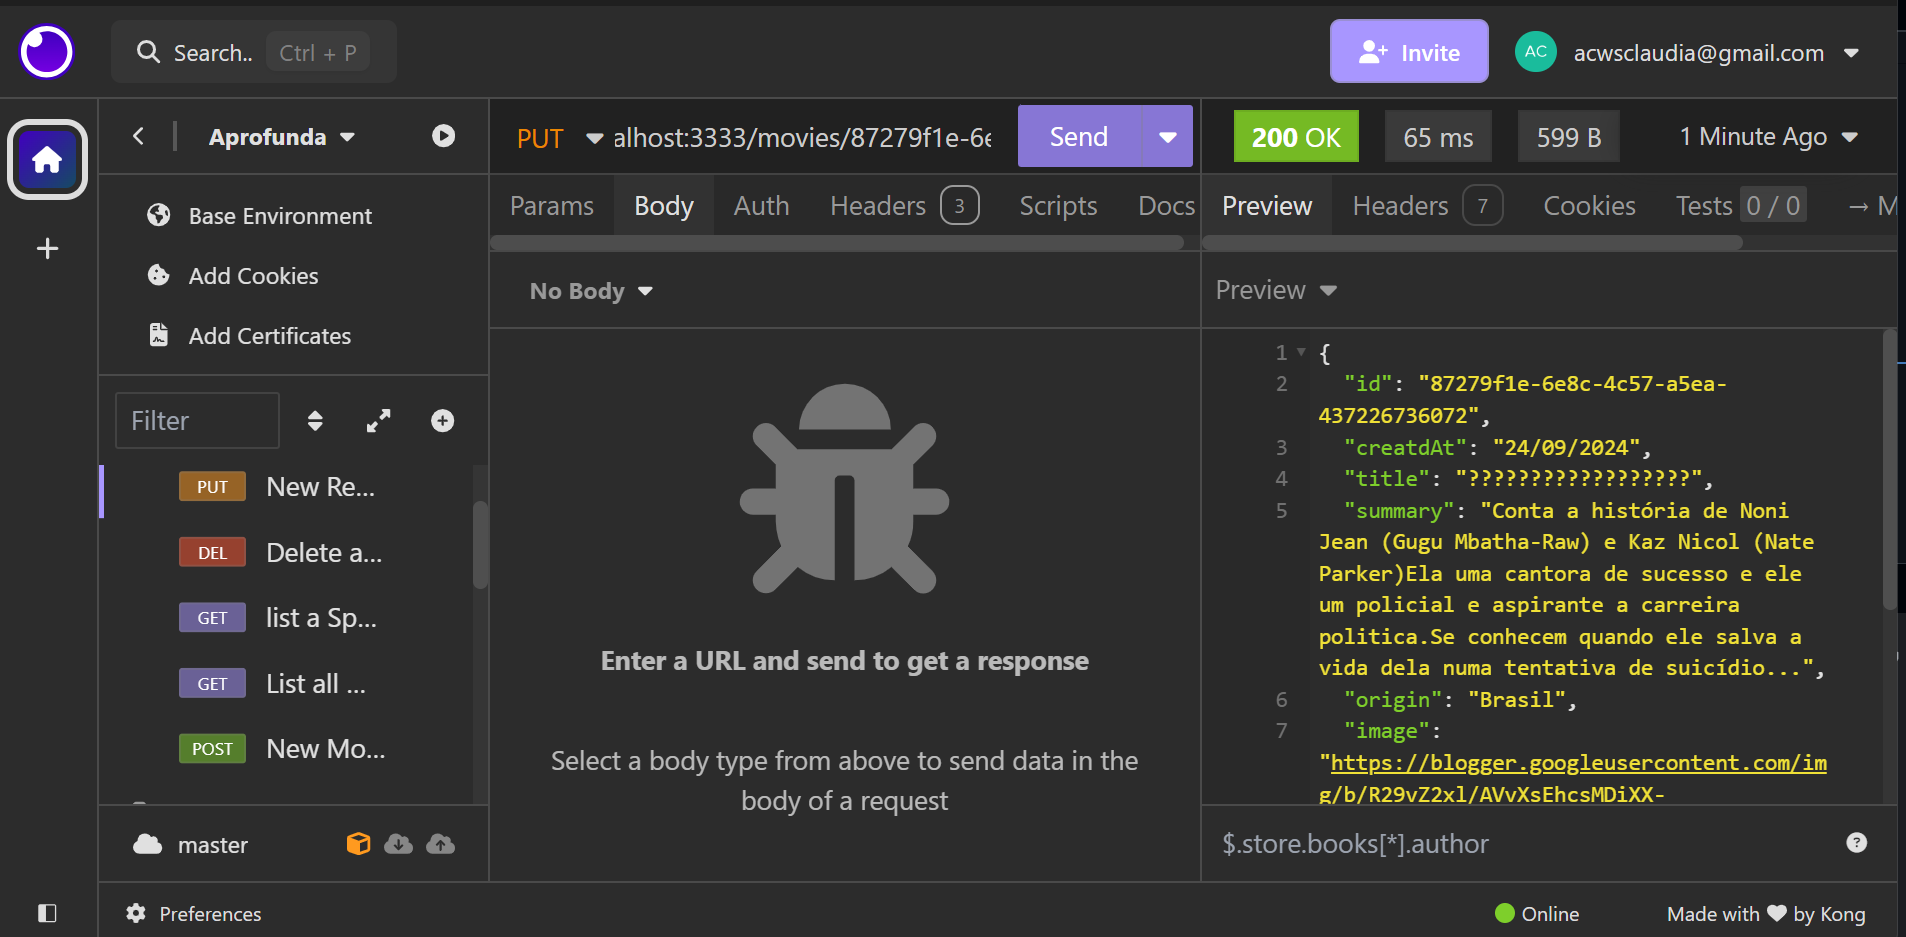 Search.. Ctrl + P
Invite
AC acwsclaudia@gmail.com
Aprofunda
Base Environment
Add Cookies
Add Certificates
Filter
PUT New Re...
DEL Delete a...
GET list a Sp...
GET List all ...
POST New Mo...
master
PUT alhost:3333/movies/87279f1e-6e Send
Params Body Auth Headers 3 Scripts Docs
No Body
Enter a URL and send to get a response
Select a body type from above to send data in the
body of a request
200 OK 65 ms 599 B 1 Minute Ago
Preview Headers 7 Cookies Tests 0 / 0 → M
Preview
1 {
2 "id": "87279f1e-6e8c-4c57-a5ea-
437226736072",
3 "creatdAt": "24/09/2024",
4 "title": "??????????????????",
5 "summary": "Conta a história de Noni
Jean (Gugu Mbatha-Raw) e Kaz Nicol (Nate
Parker)Ela uma cantora de sucesso e ele
um policial e aspirante a carreira
politica.Se conhecem quando ele salva a
vida dela numa tentativa de suicídio...",
6 "origin": "Brasil",
7 "image":
"https://blogger.googleusercontent.com/im
g/b/R29vZ2xl/AVvXsEhcsMDiXX-
$.store.books[*].author
Preferences
Online
Made with ♥ by Kong